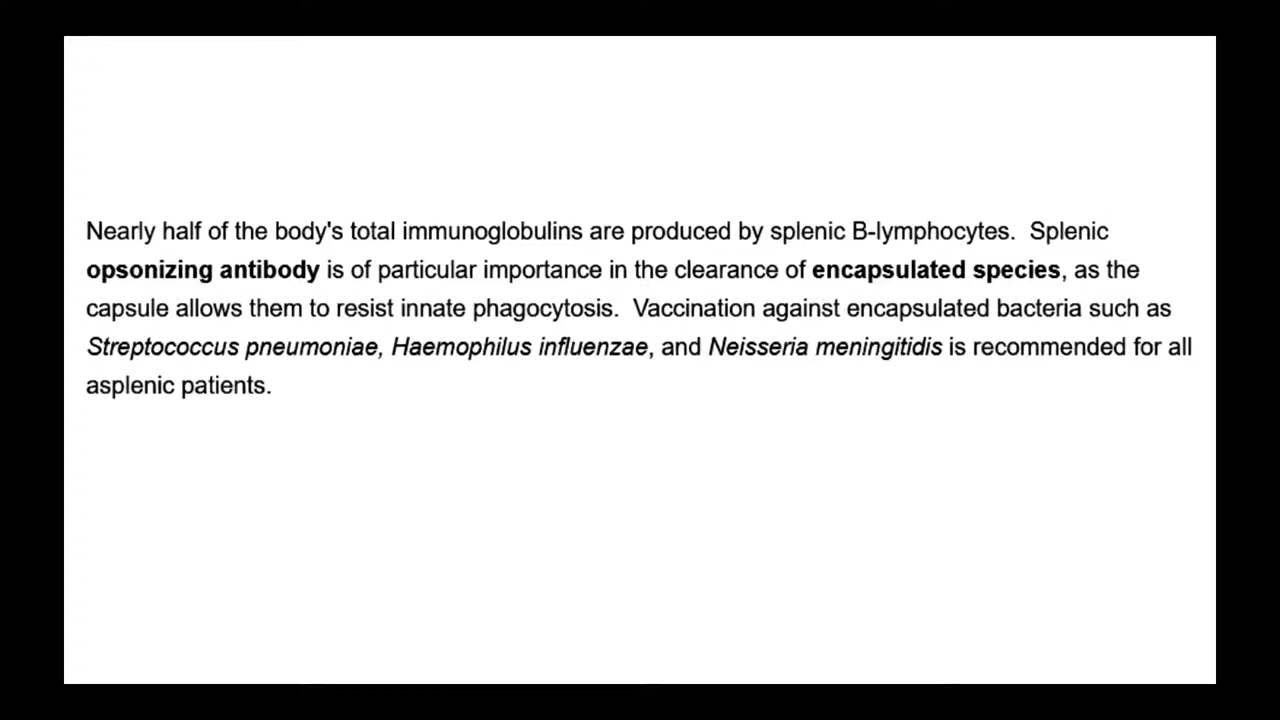 Nearly half of the body's total immunoglobulins are produced by splenic B-lymphocytes.  Splenic
opsonizing antibody is of particular importance in the clearance of encapsulated species, as the
capsule allows them to resist innate phagocytosis.  Vaccination against encapsulated bacteria such as
Streptococcus pneumoniae, Haemophilus influenzae, and Neisseria meningitidis is recommended for all
asplenic patients.